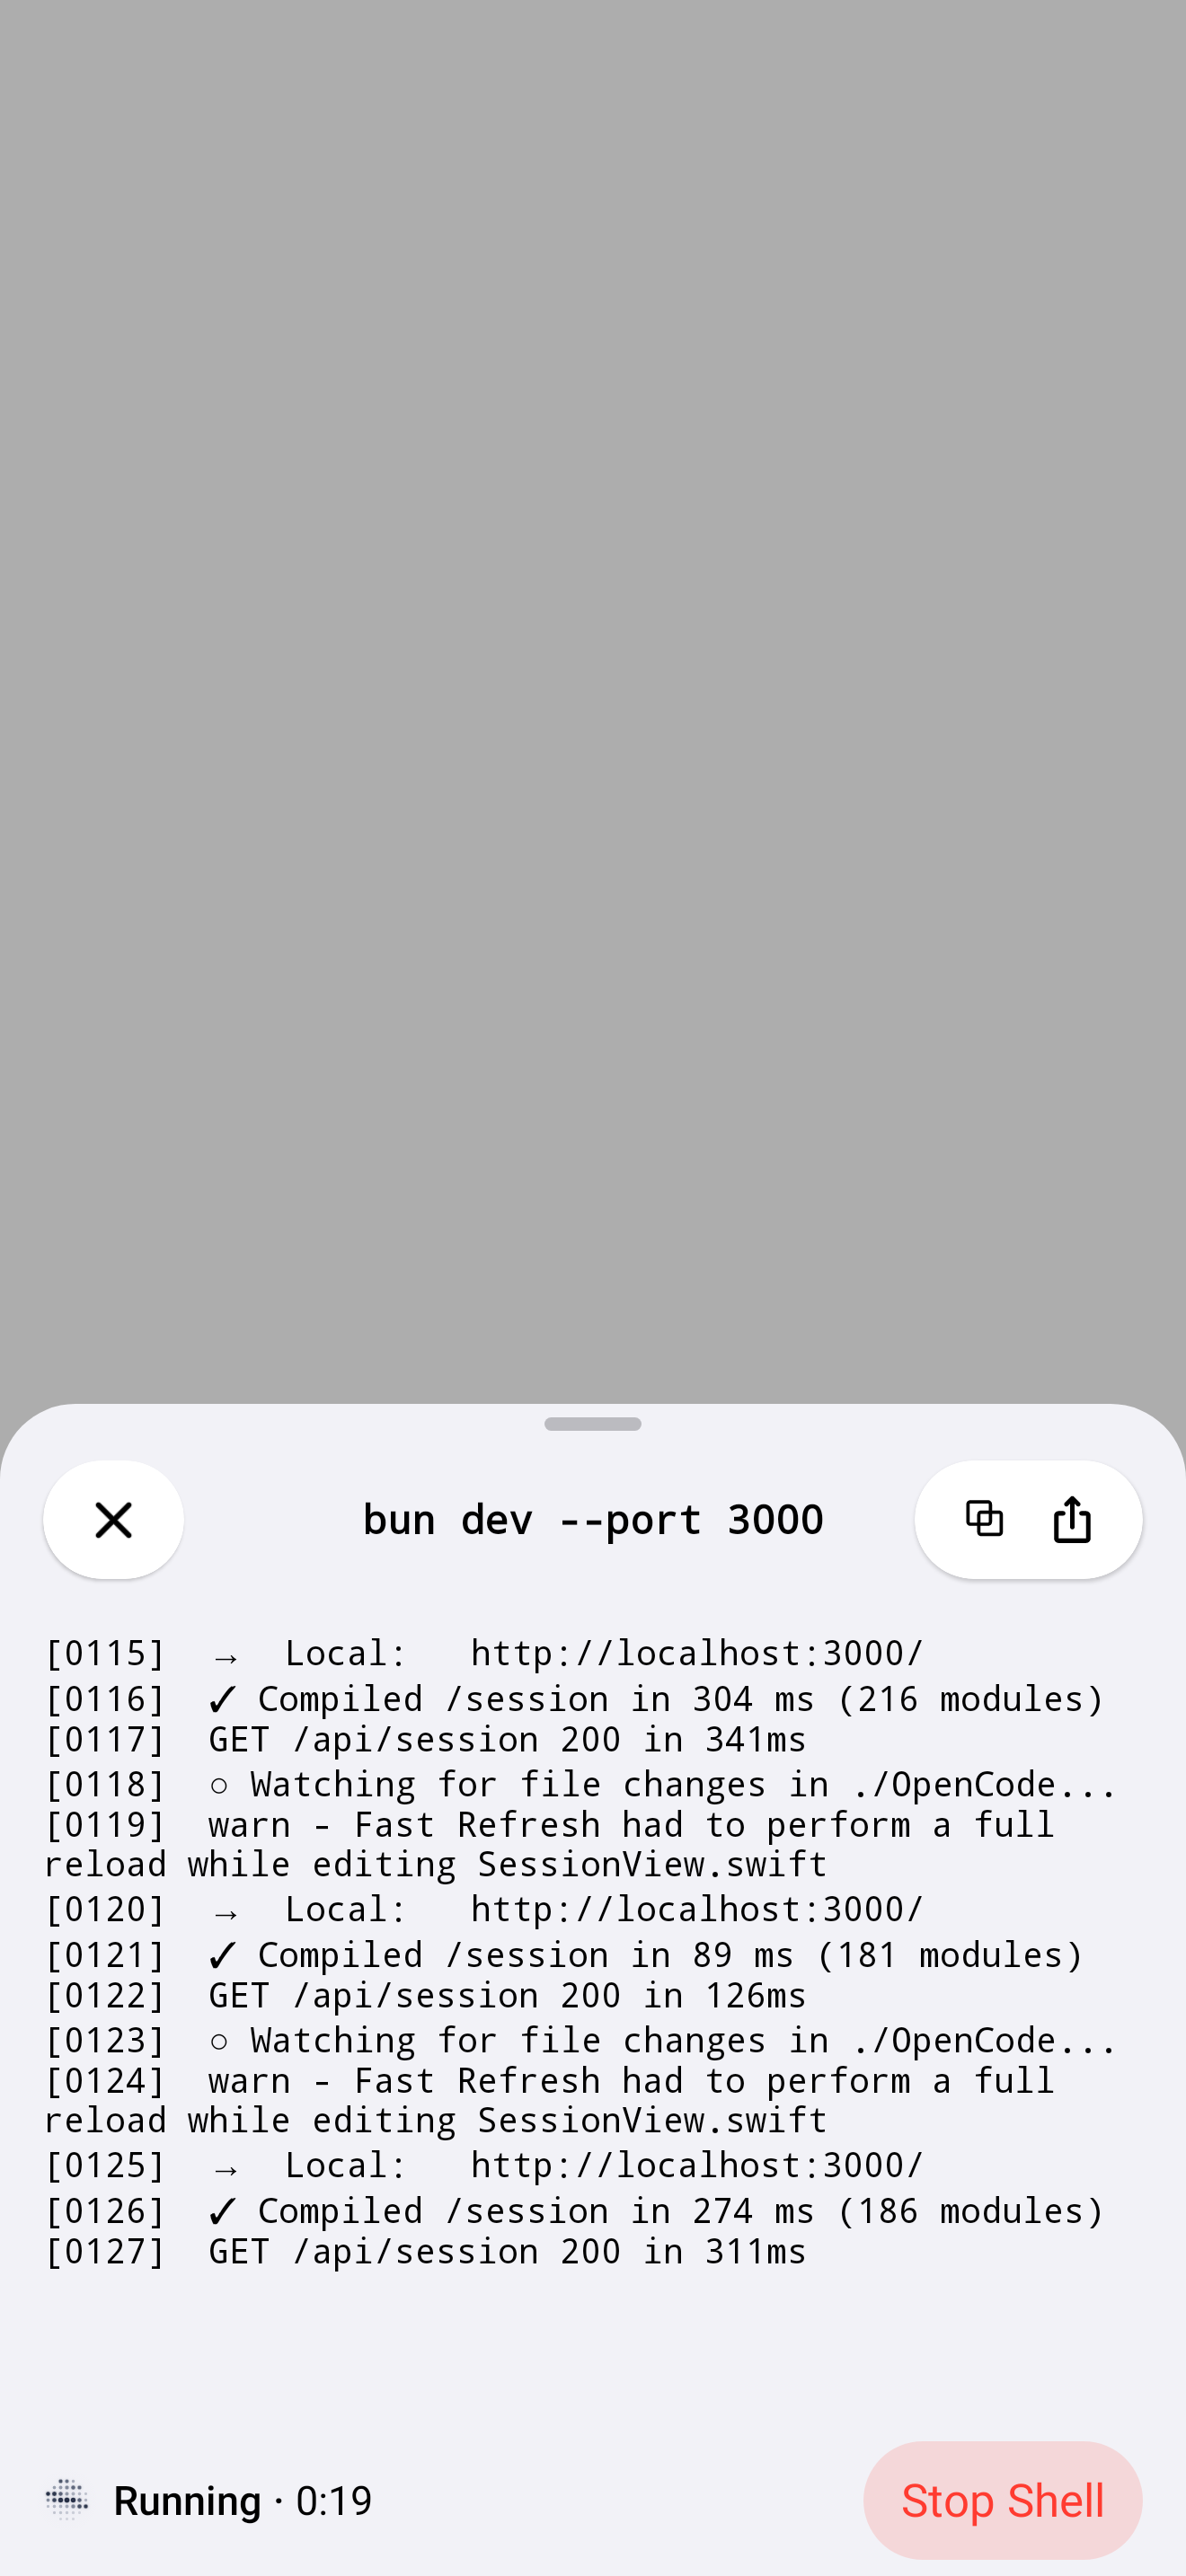 bun dev --port 3000
[0115]  →  Local:   http://localhost:3000/
[0116]  ✓ Compiled /session in 304 ms (216 modules)
[0117]  GET /api/session 200 in 341ms
[0118]  ○ Watching for file changes in ./OpenCode...
[0119]  warn - Fast Refresh had to perform a full
reload while editing SessionView.swift
[0120]  →  Local:   http://localhost:3000/
[0121]  ✓ Compiled /session in 89 ms (181 modules)
[0122]  GET /api/session 200 in 126ms
[0123]  ○ Watching for file changes in ./OpenCode...
[0124]  warn - Fast Refresh had to perform a full
reload while editing SessionView.swift
[0125]  →  Local:   http://localhost:3000/
[0126]  ✓ Compiled /session in 274 ms (186 modules)
[0127]  GET /api/session 200 in 311ms
Running · 0:19
Stop Shell